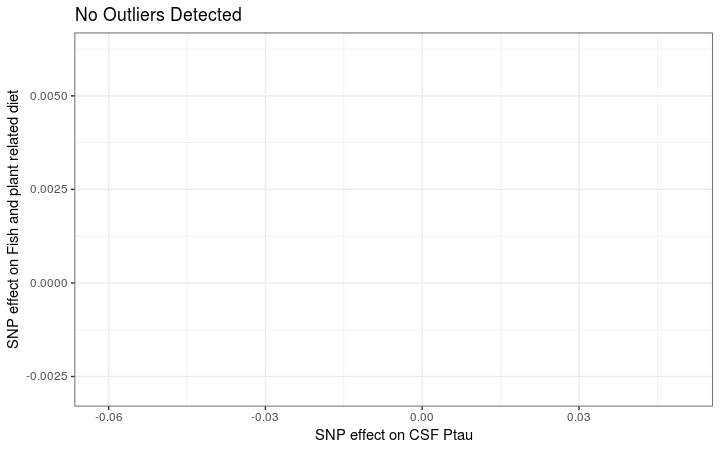 No Outliers Detected
SNP effect on Fish and plant related diet
0.0050
0.0025
0.0000
-0.0025
-0.06
-0.03
0.00
0.03
SNP effect on CSF Ptau